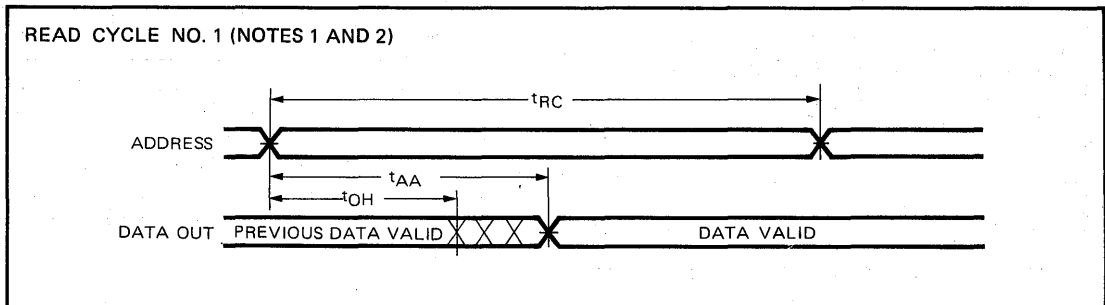 READ CYCLE NO. 1 (NOTES 1 AND 2)
tRC
ADDRESS
tAA
tOH
DATA OUT PREVIOUS DATA VALID DATA VALID